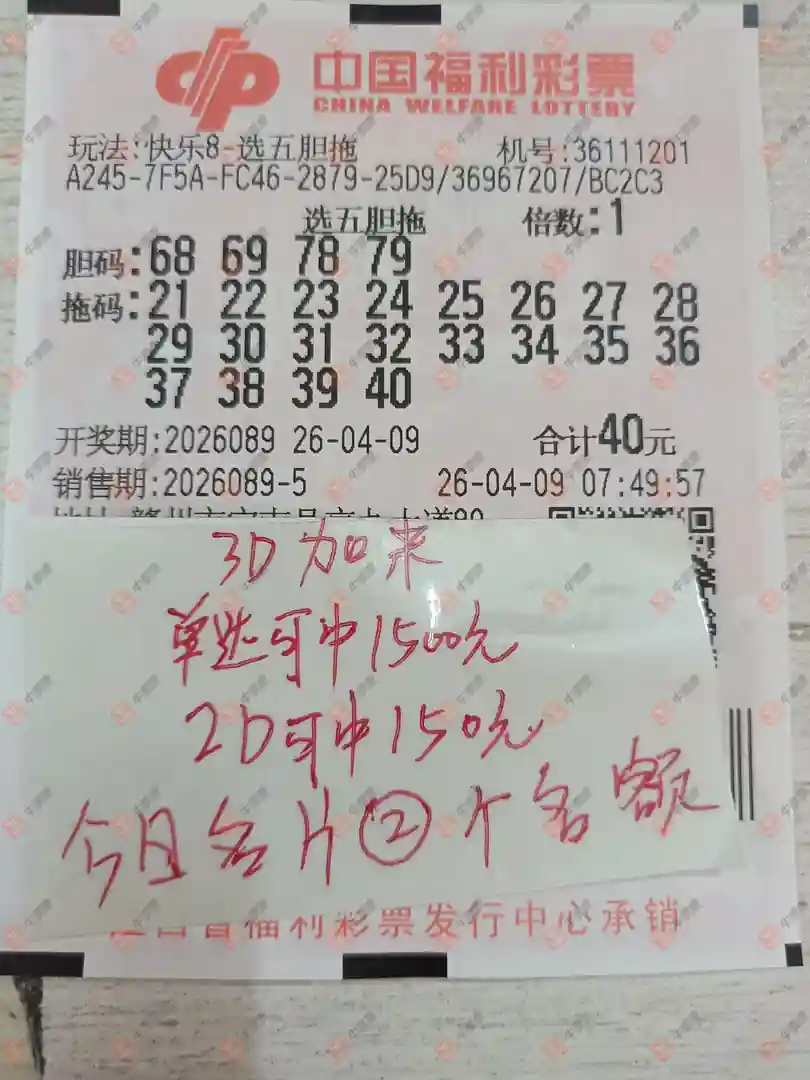 中国福利彩票
CHINA WELFARE LOTTERY
玩法:快乐8-选五胆拖 机号:36111201
A245-7F5A-FC46-2879-25D9/36967207/BC2C3
选五胆拖 倍数:1
胆码:68 69 78 79
拖码:21 22 23 24 25 26 27 28
29 30 31 32 33 34 35 36
37 38 39 40
开奖期:2026089 26-04-09 合计40元
销售期:2026089-5 26-04-09 07:49:57
3D加来
单选可中1500元
2D可中150元
今日名片②个名额
福利彩票发行中心承销